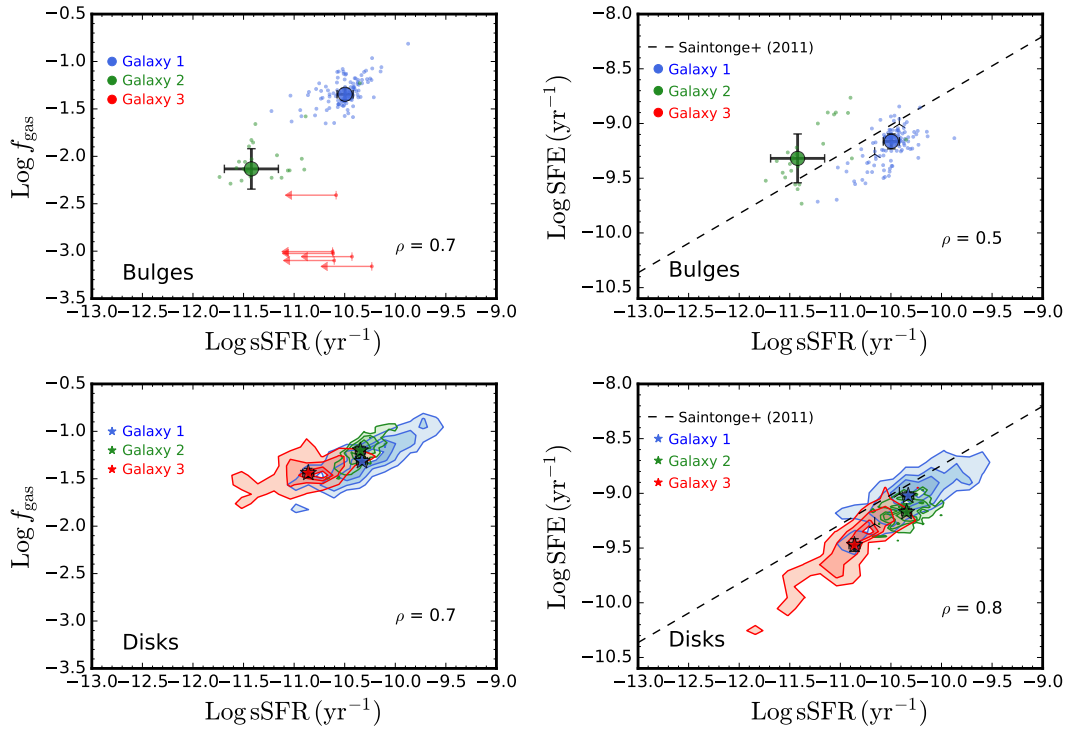 Log f_gas
−0.5
−1.0
−1.5
−2.0
−2.5
−3.0
−3.5
Galaxy 1
Galaxy 2
Galaxy 3
ρ = 0.7
Bulges
−13.0 −12.5 −12.0 −11.5 −11.0 −10.5 −10.0 −9.5 −9.0
Log sSFR (yr⁻¹)
Log SFE (yr⁻¹)
−8.0
−8.5
−9.0
−9.5
−10.0
−10.5
Saintonge+ (2011)
Galaxy 1
Galaxy 2
Galaxy 3
ρ = 0.5
Bulges
−13.0 −12.5 −12.0 −11.5 −11.0 −10.5 −10.0 −9.5 −9.0
Log sSFR (yr⁻¹)
Log f_gas
−0.5
−1.0
−1.5
−2.0
−2.5
−3.0
−3.5
Galaxy 1
Galaxy 2
Galaxy 3
ρ = 0.7
Disks
−13.0 −12.5 −12.0 −11.5 −11.0 −10.5 −10.0 −9.5 −9.0
Log sSFR (yr⁻¹)
Log SFE (yr⁻¹)
−8.0
−8.5
−9.0
−9.5
−10.0
−10.5
Saintonge+ (2011)
Galaxy 1
Galaxy 2
Galaxy 3
ρ = 0.8
Disks
−13.0 −12.5 −12.0 −11.5 −11.0 −10.5 −10.0 −9.5 −9.0
Log sSFR (yr⁻¹)